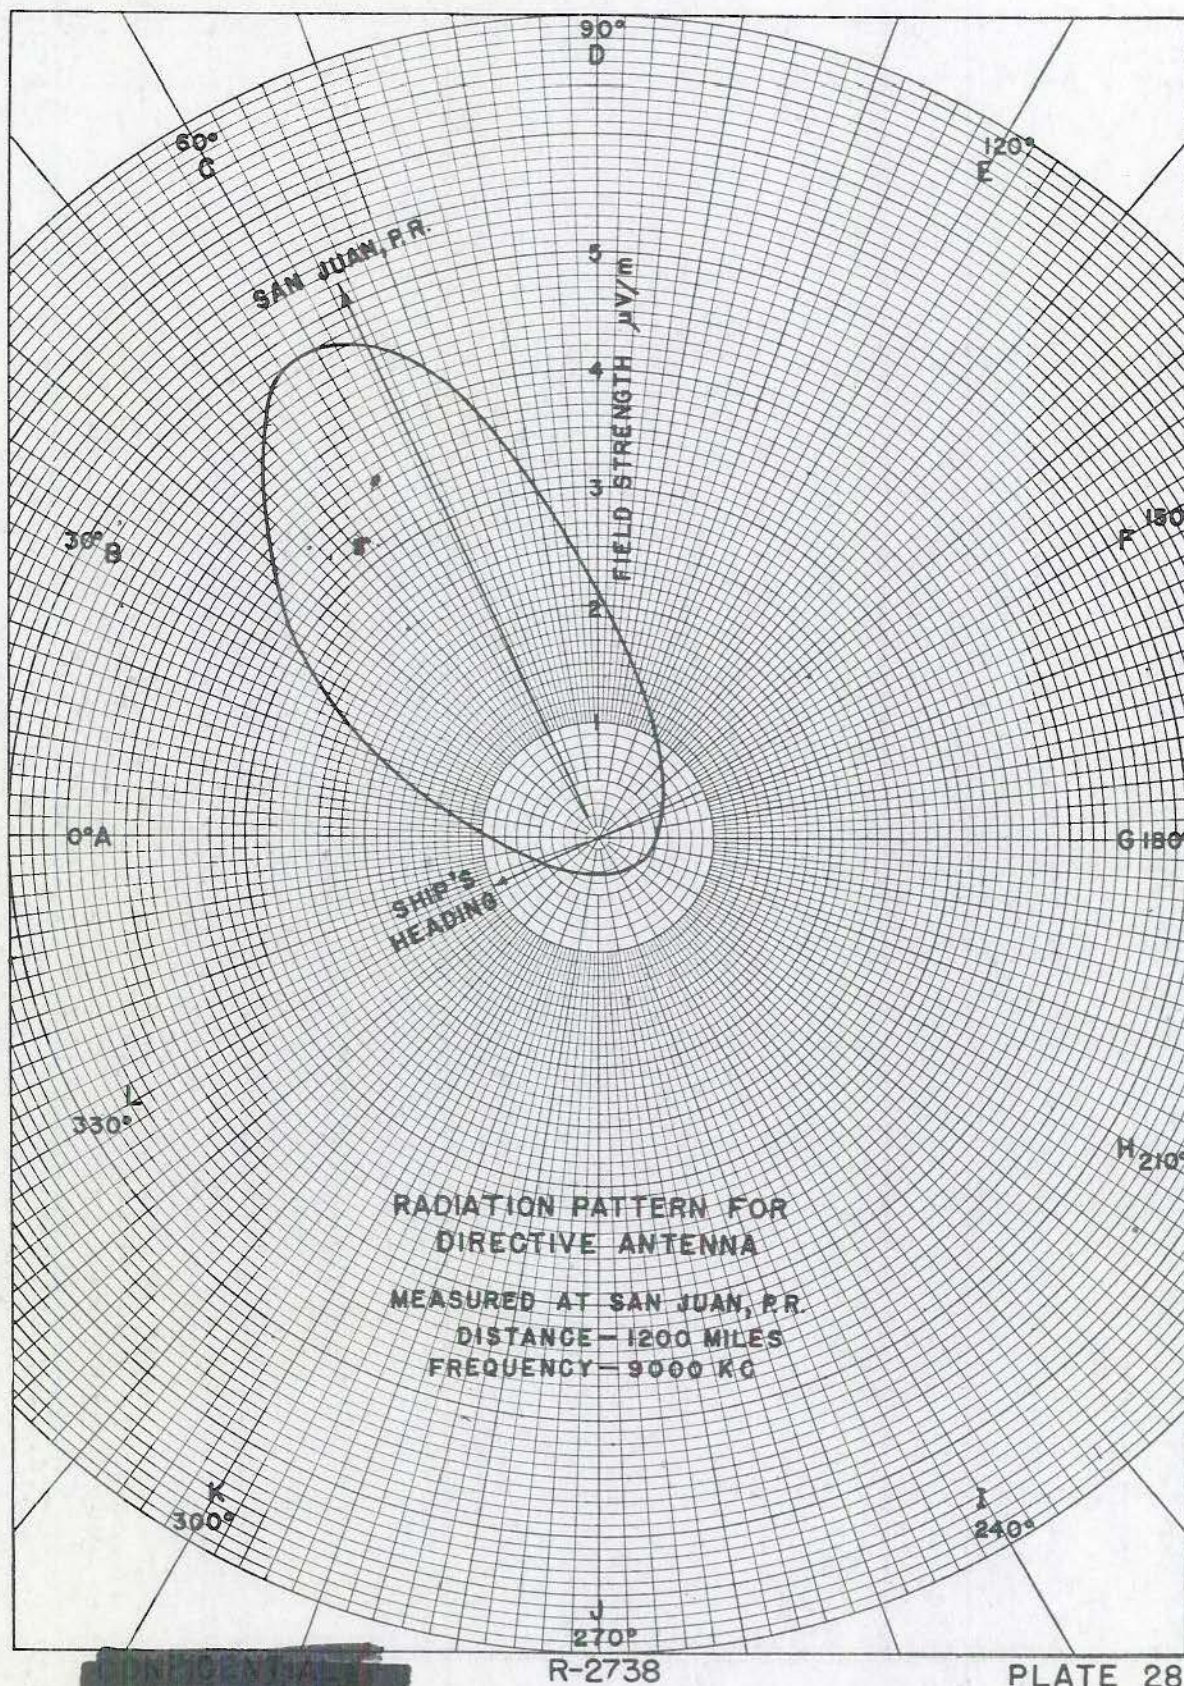 90°
D
60°
C
120°
E
SAN JUAN, P.R.
5
4
3
2
1
FIELD STRENGTH μV/m
30° B
F 150
0° A
G 180°
SHIP'S
HEADING
L
330°
H 210°
RADIATION PATTERN FOR
DIRECTIVE ANTENNA
MEASURED AT SAN JUAN, P.R.
DISTANCE — 1200 MILES
FREQUENCY — 9000 KC
K
300°
I
240°
J
270°
CONFIDENTIAL
R-2738
PLATE 28